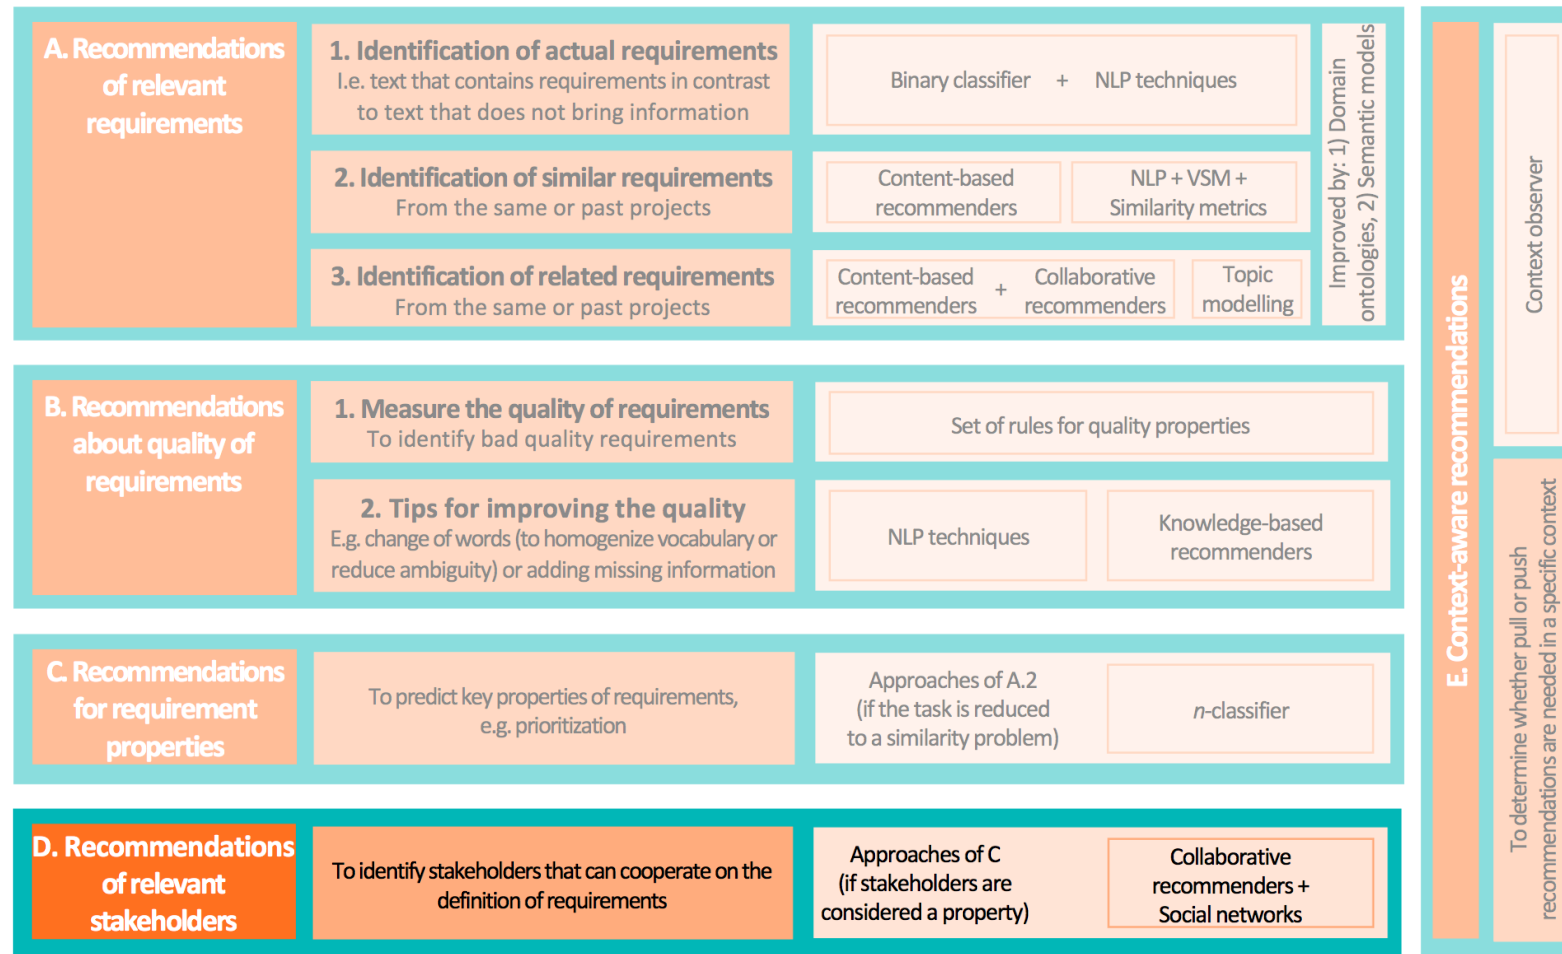 A. Recommendations
of relevant
requirements
1. Identification of actual requirements
I.e. text that contains requirements in contrast
to text that does not bring information
Binary classifier + NLP techniques
2. Identification of similar requirements
From the same or past projects
Content-based
recommenders
NLP + VSM +
Similarity metrics
3. Identification of related requirements
From the same or past projects
Content-based
recommenders
+
Collaborative
recommenders
Topic
modelling
Improved by: 1) Domain
ontologies, 2) Semantic models
B. Recommendations
about quality of
requirements
1. Measure the quality of requirements
To identify bad quality requirements
Set of rules for quality properties
2. Tips for improving the quality
E.g. change of words (to homogenize vocabulary or
reduce ambiguity) or adding missing information
NLP techniques
Knowledge-based
recommenders
C. Recommendations
for requirement
properties
To predict key properties of requirements,
e.g. prioritization
Approaches of A.2
(if the task is reduced
to a similarity problem)
n-classifier
D. Recommendations
of relevant
stakeholders
To identify stakeholders that can cooperate on the
definition of requirements
Approaches of C
(if stakeholders are
considered a property)
Collaborative
recommenders +
Social networks
E. Context-aware recommendations
Context observer
To determine whether pull or push
recommendations are needed in a specific context